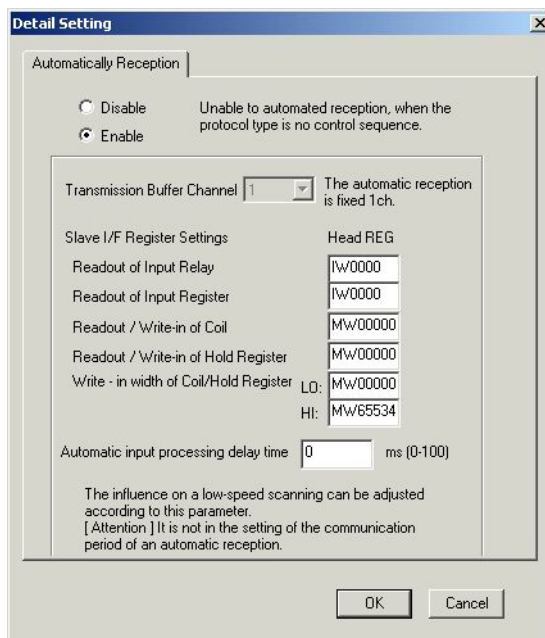 Detail Setting
Automatically Reception
Disable
Enable
Unable to automated reception, when the
protocol type is no control sequence.
Transmission Buffer Channel 1 The automatic reception
is fixed 1ch.
Slave I/F Register Settings Head REG
Readout of Input Relay IW0000
Readout of Input Register IW0000
Readout / Write-in of Coil MW00000
Readout / Write-in of Hold Register MW00000
Write - in width of Coil/Hold Register LO: MW00000
HI: MW65534
Automatic input processing delay time 0 ms (0-100)
The influence on a low-speed scanning can be adjusted
according to this parameter.
[ Attention ] It is not in the setting of the communication
period of an automatic reception.
OK Cancel